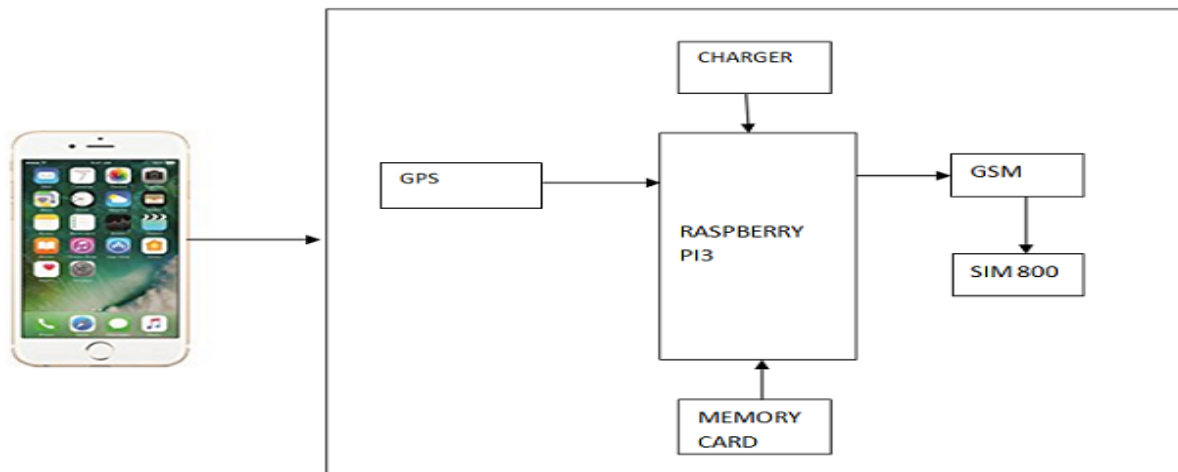 CHARGER
GPS
RASPBERRY
PI3
GSM
SIM 800
MEMORY
CARD